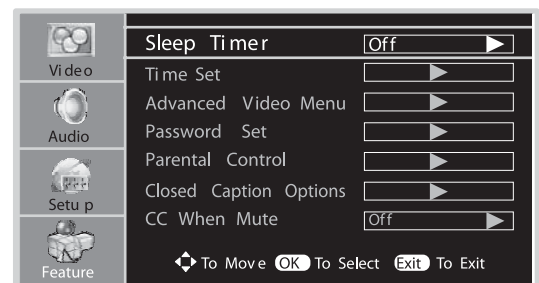 Video
Audio
Setu p
Feature
Sleep Timer Off
Time Set
Advanced Video Menu
Password Set
Parental Control
Closed Caption Options
CC When Mute Off
To Move OK To Select Exit To Exit